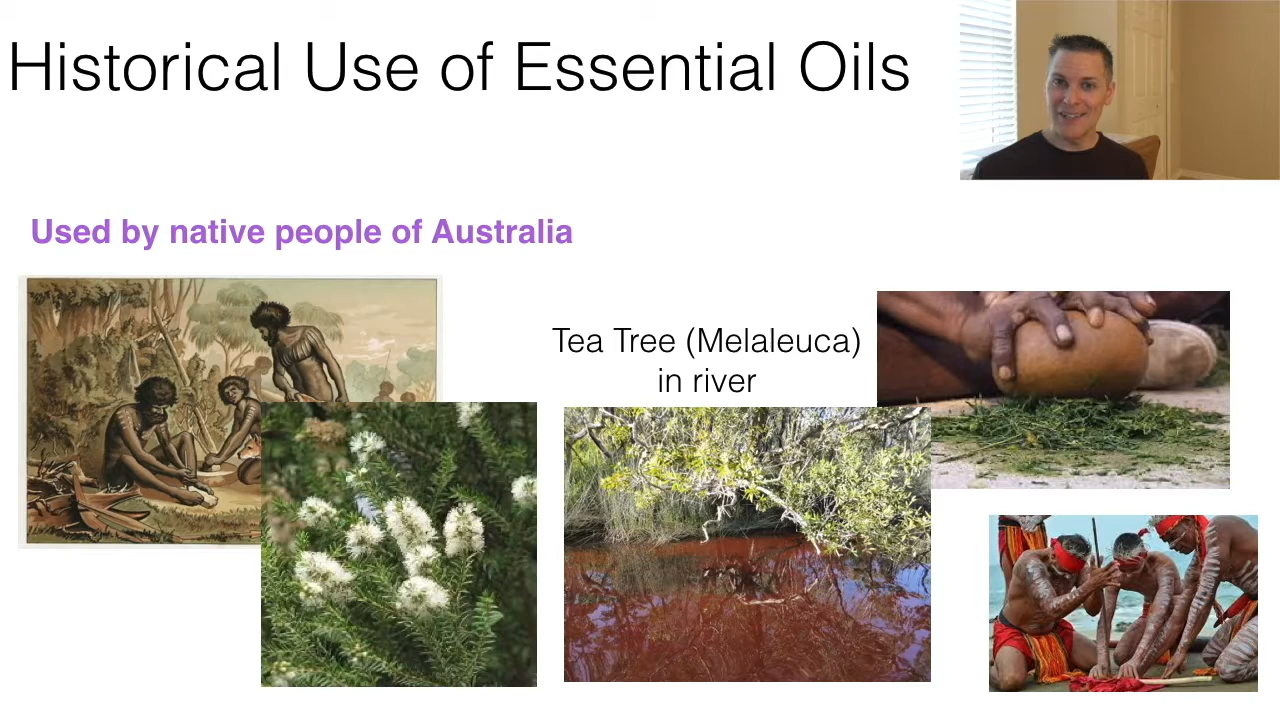 Historical Use of Essential Oils
Used by native people of Australia
Tea Tree (Melaleuca)
in river